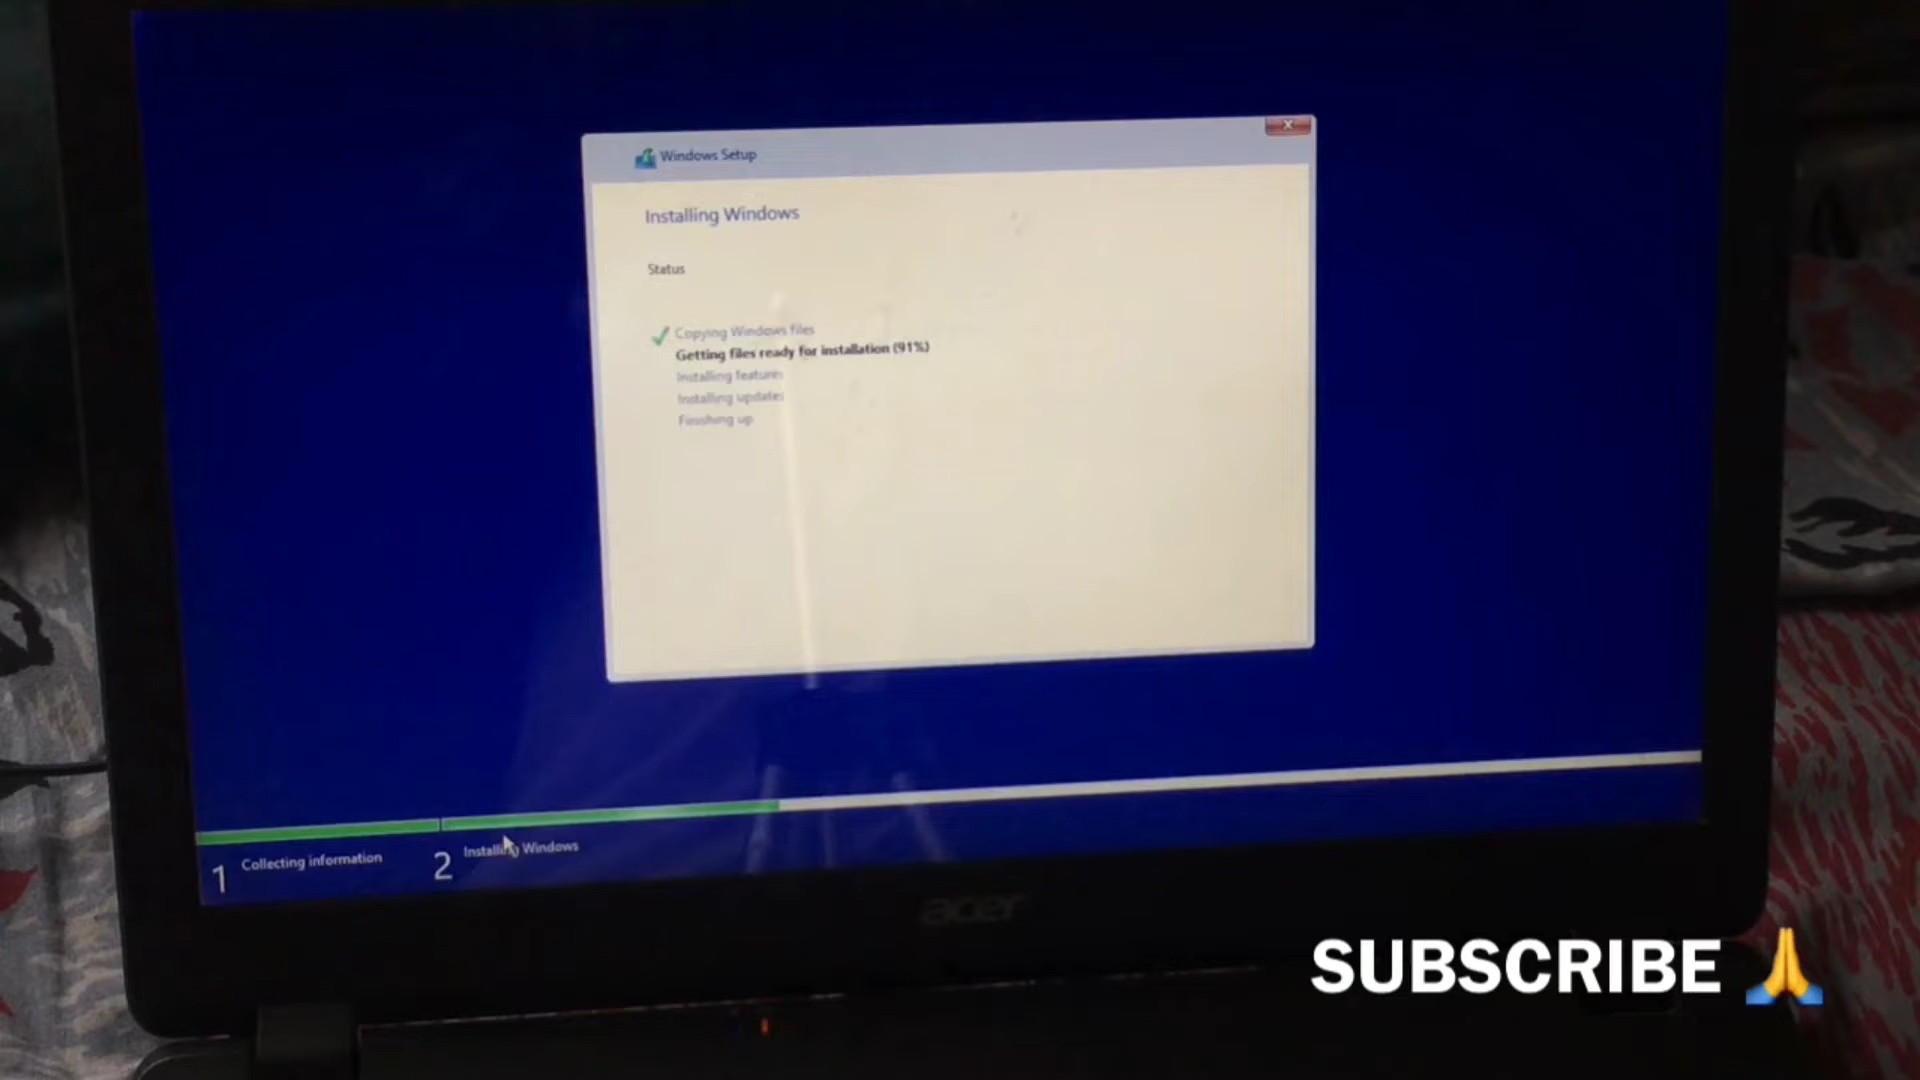 Windows Setup
Installing Windows
Status
Copying Windows files
Getting files ready for installation (91%)
Installing features
Installing updates
Finishing up
1 Collecting information
2 Installing Windows
acer
SUBSCRIBE 🙏